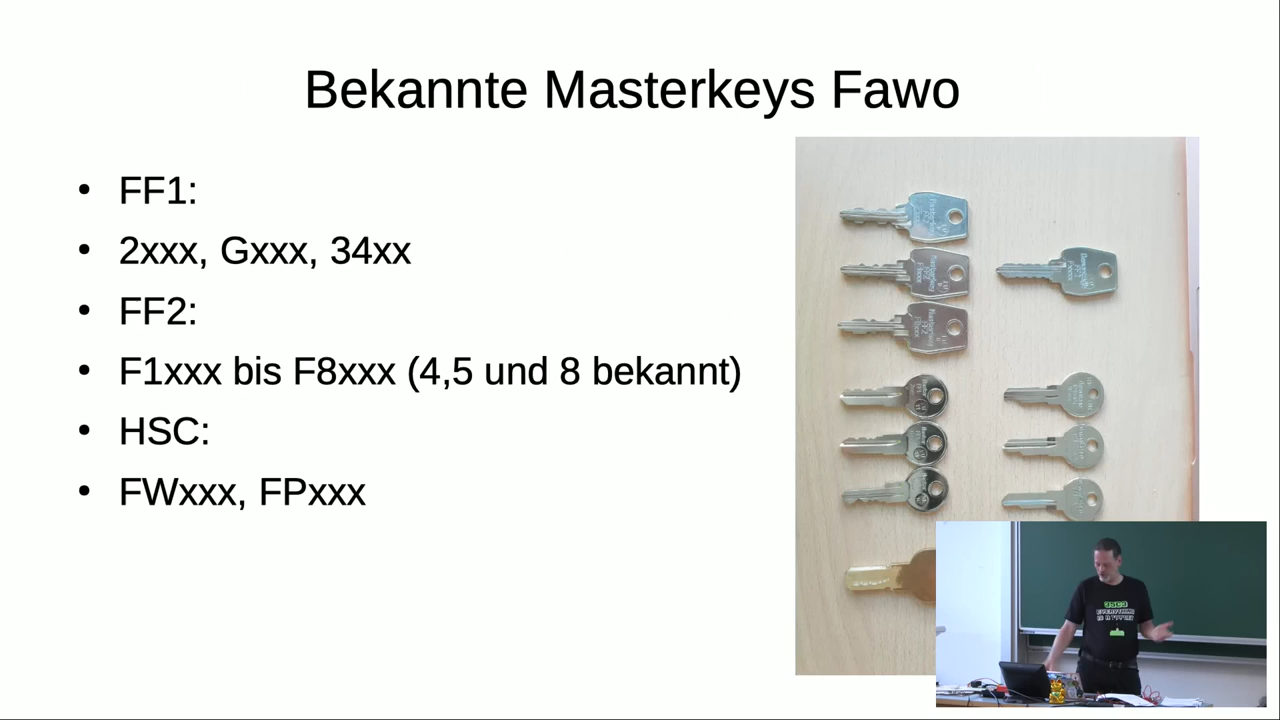 Bekannte Masterkeys Fawo
FF1:
2xxx, Gxxx, 34xx
FF2:
F1xxx bis F8xxx (4,5 und 8 bekannt)
HSC:
FWxxx, FPxxx
EVERYTHING